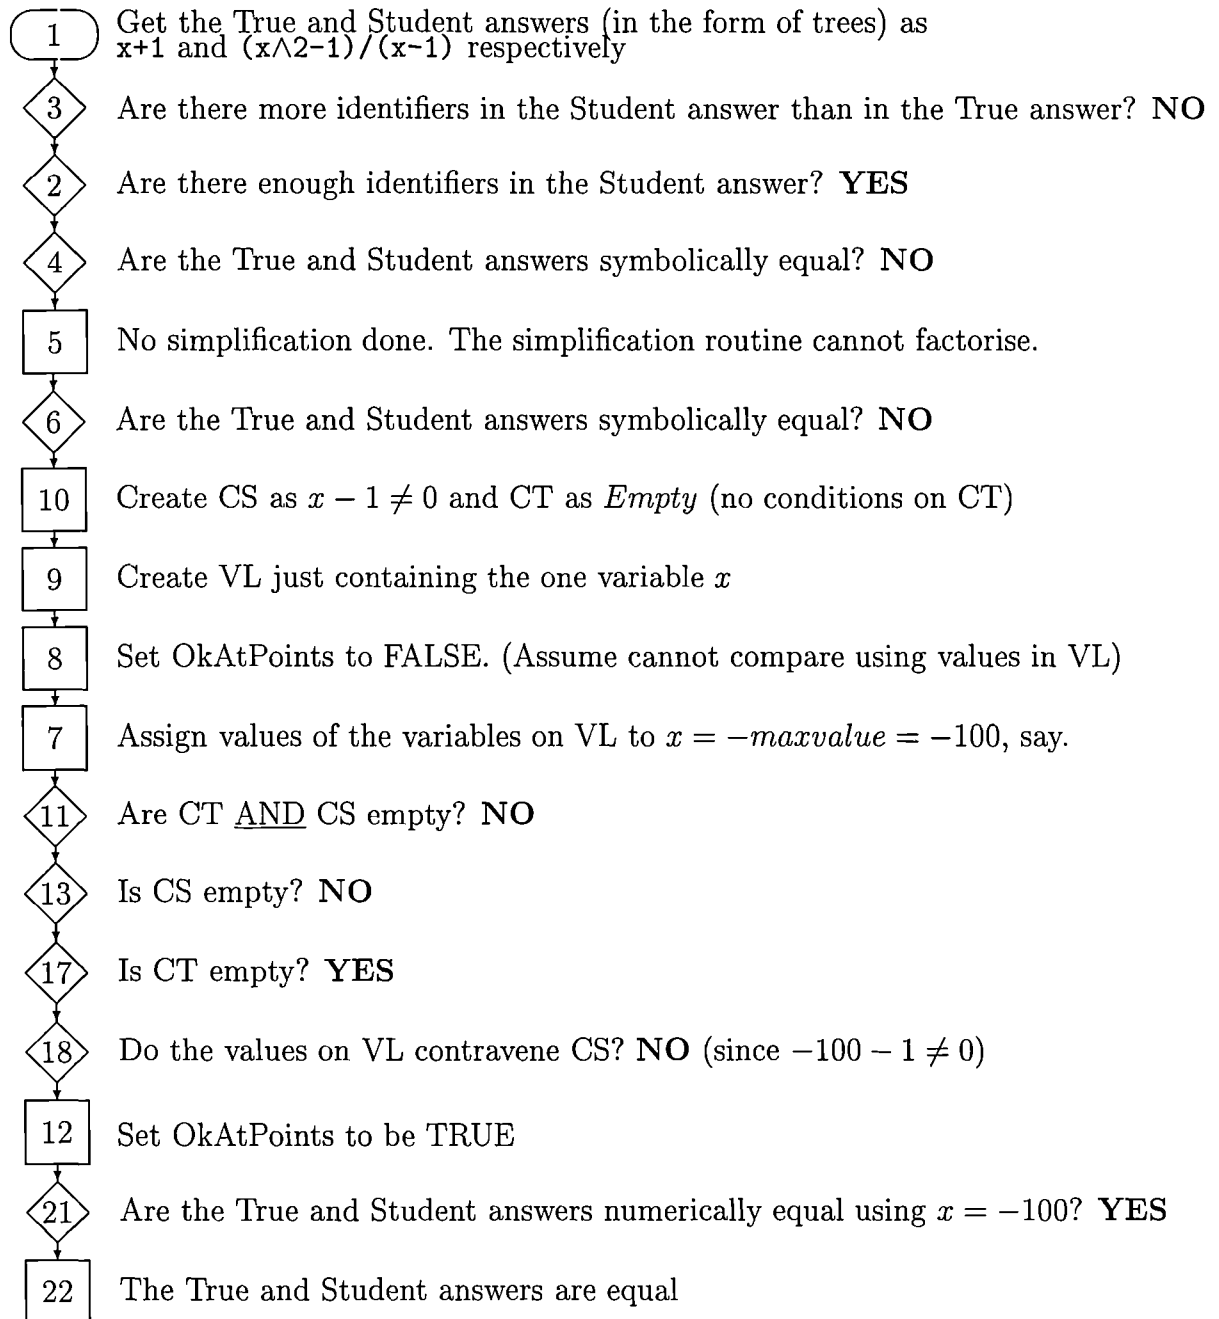 1 Get the True and Student answers (in the form of trees) as
x+1 and (x∧2-1)/(x-1) respectively
3 Are there more identifiers in the Student answer than in the True answer? NO
2 Are there enough identifiers in the Student answer? YES
4 Are the True and Student answers symbolically equal? NO
5 No simplification done. The simplification routine cannot factorise.
6 Are the True and Student answers symbolically equal? NO
10 Create CS as x − 1 ≠ 0 and CT as Empty (no conditions on CT)
9 Create VL just containing the one variable x
8 Set OkAtPoints to FALSE. (Assume cannot compare using values in VL)
7 Assign values of the variables on VL to x = −maxvalue = −100, say.
11 Are CT AND CS empty? NO
13 Is CS empty? NO
17 Is CT empty? YES
18 Do the values on VL contravene CS? NO (since −100 − 1 ≠ 0)
12 Set OkAtPoints to be TRUE
21 Are the True and Student answers numerically equal using x = −100? YES
22 The True and Student answers are equal